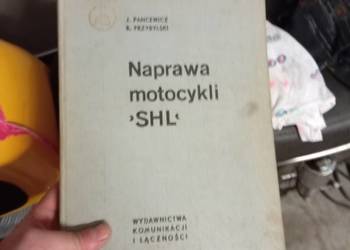 Z. PANCEWICZ
B. PRZYBYLSKI
Naprawa
motocykli
›SHL‹
WYDAWNICTWA
KOMUNIKACJI
I ŁĄCZNOŚCI